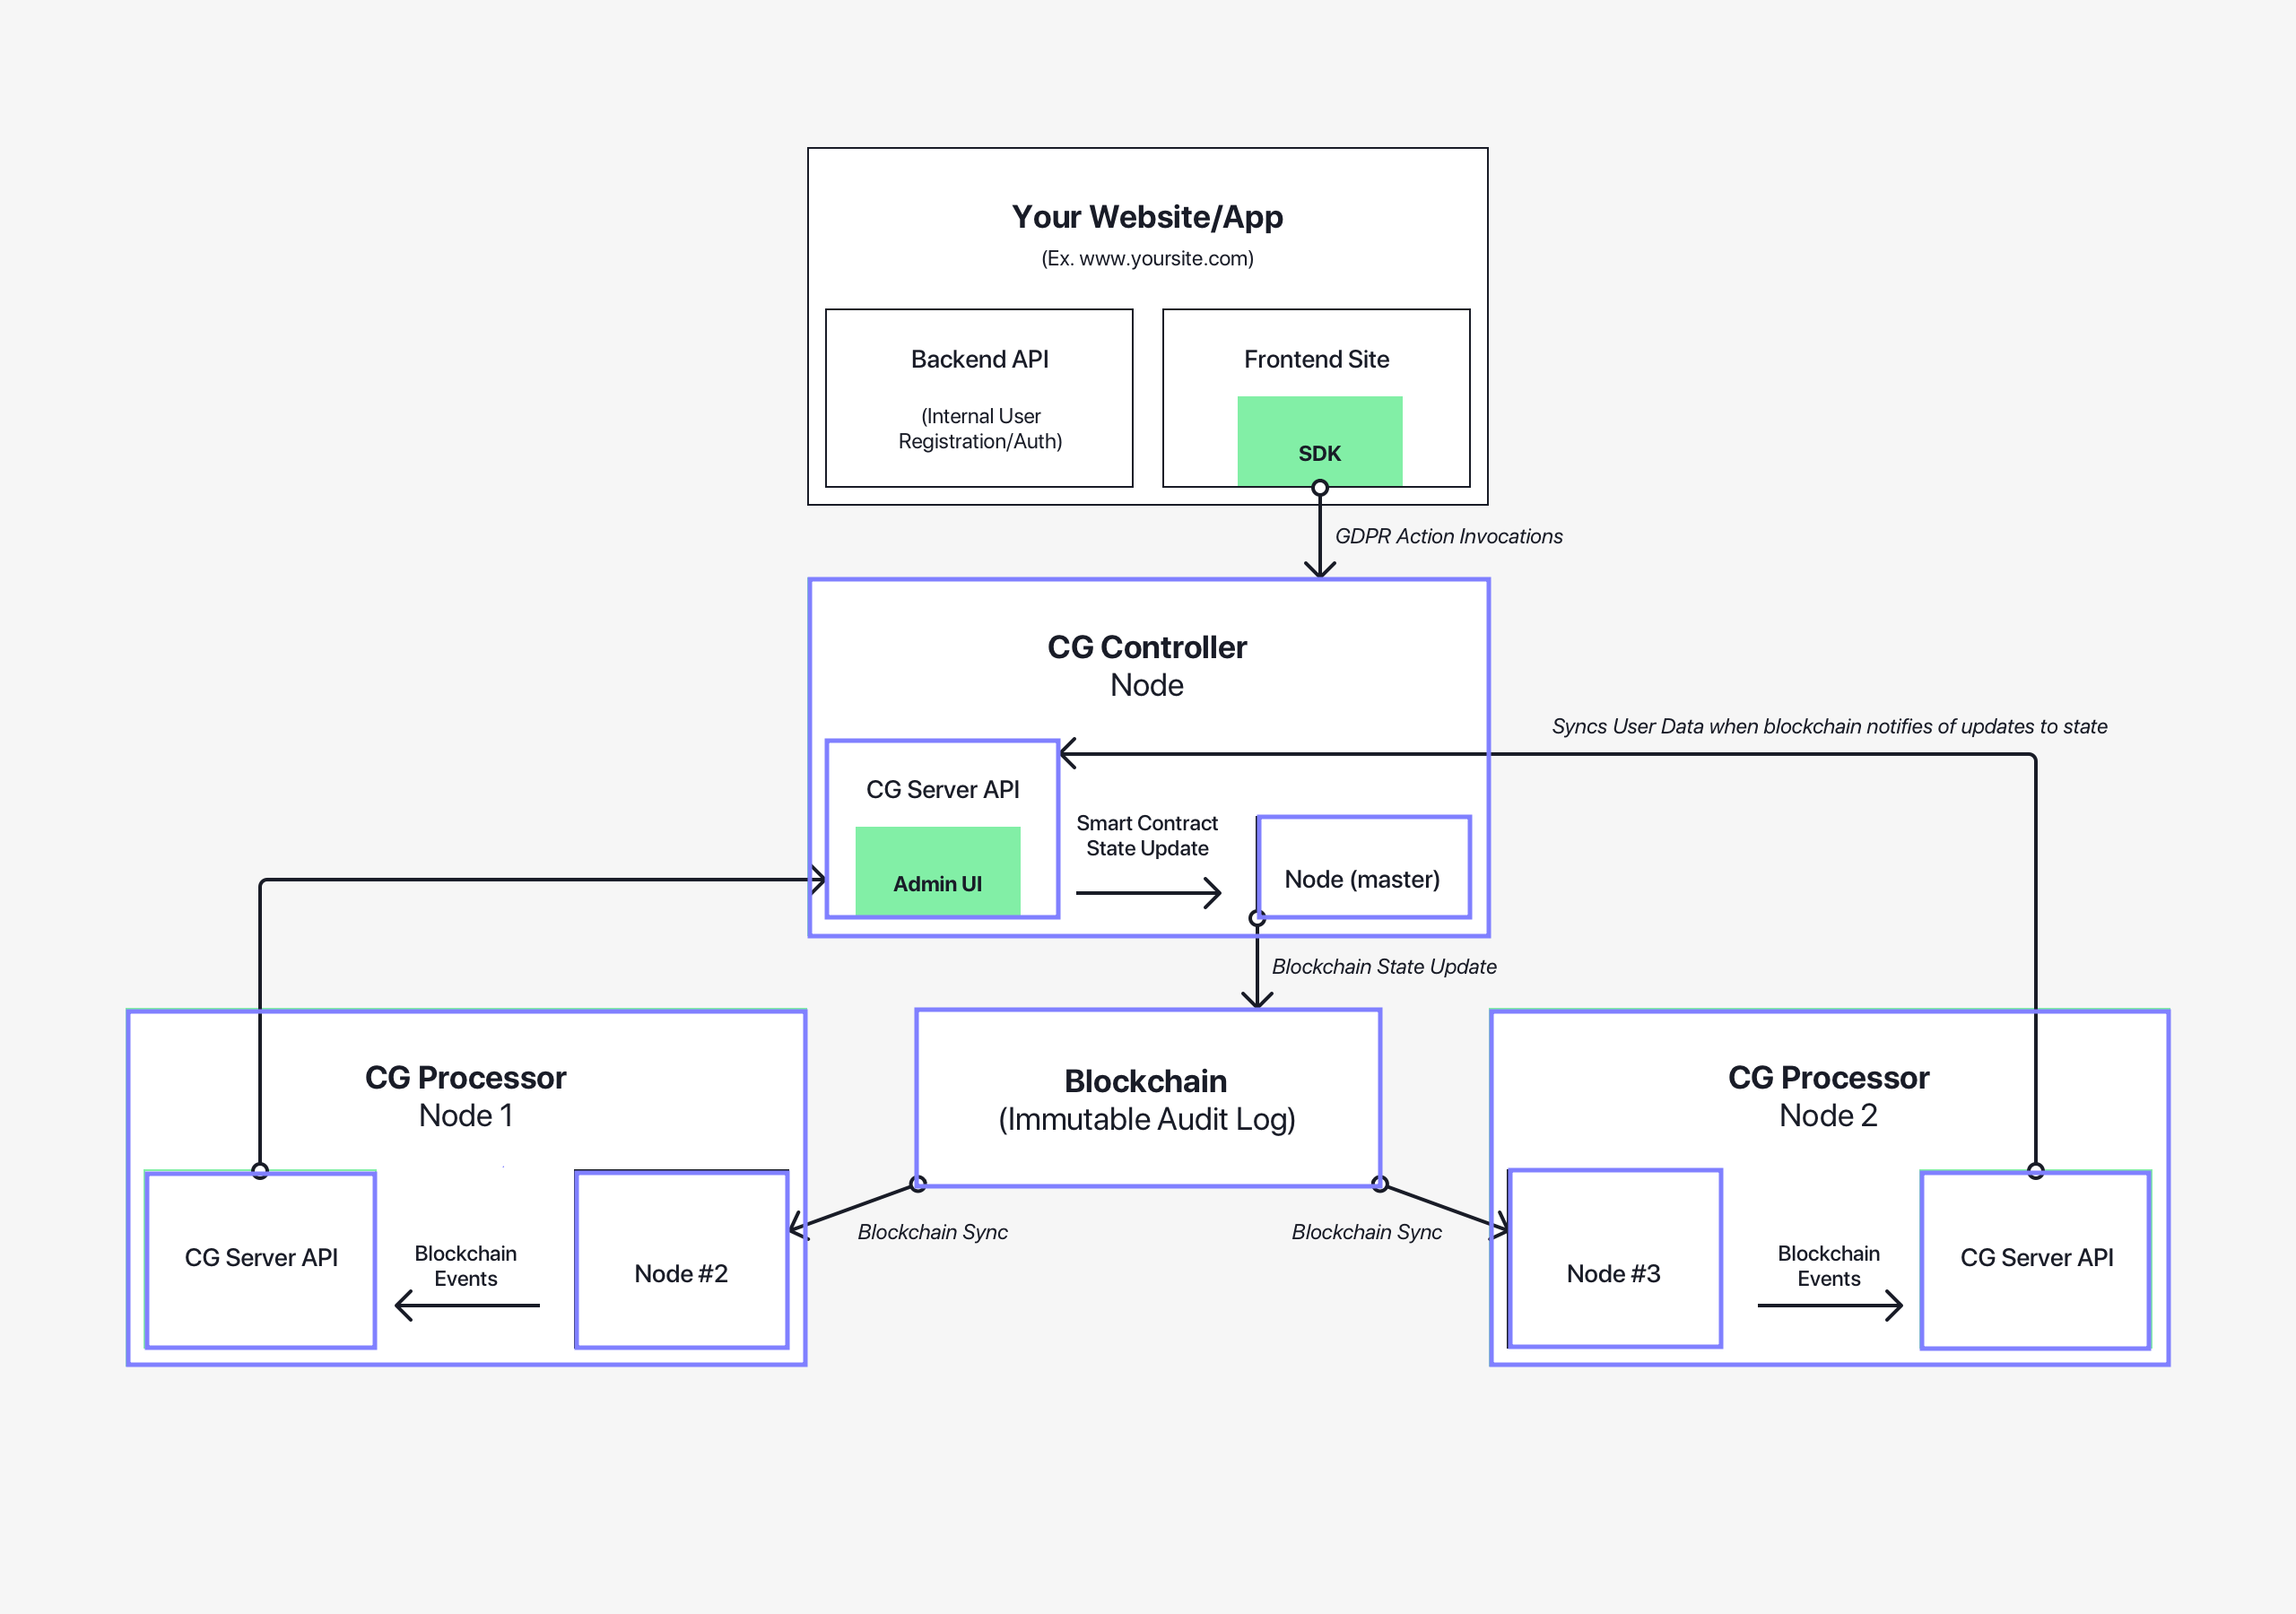 Your Website/App
(Ex. www.yoursite.com)
Backend API
(Internal User
Registration/Auth)
Frontend Site
SDK
GDPR Action Invocations
CG Controller
Node
Syncs User Data when blockchain notifies of updates to state
CG Server API
Admin UI
Smart Contract
State Update
Node (master)
Blockchain State Update
CG Processor
Node 1
CG Server API
Blockchain
Events
Node #2
Blockchain
(Immutable Audit Log)
Blockchain Sync
Blockchain Sync
CG Processor
Node 2
Node #3
Blockchain
Events
CG Server API